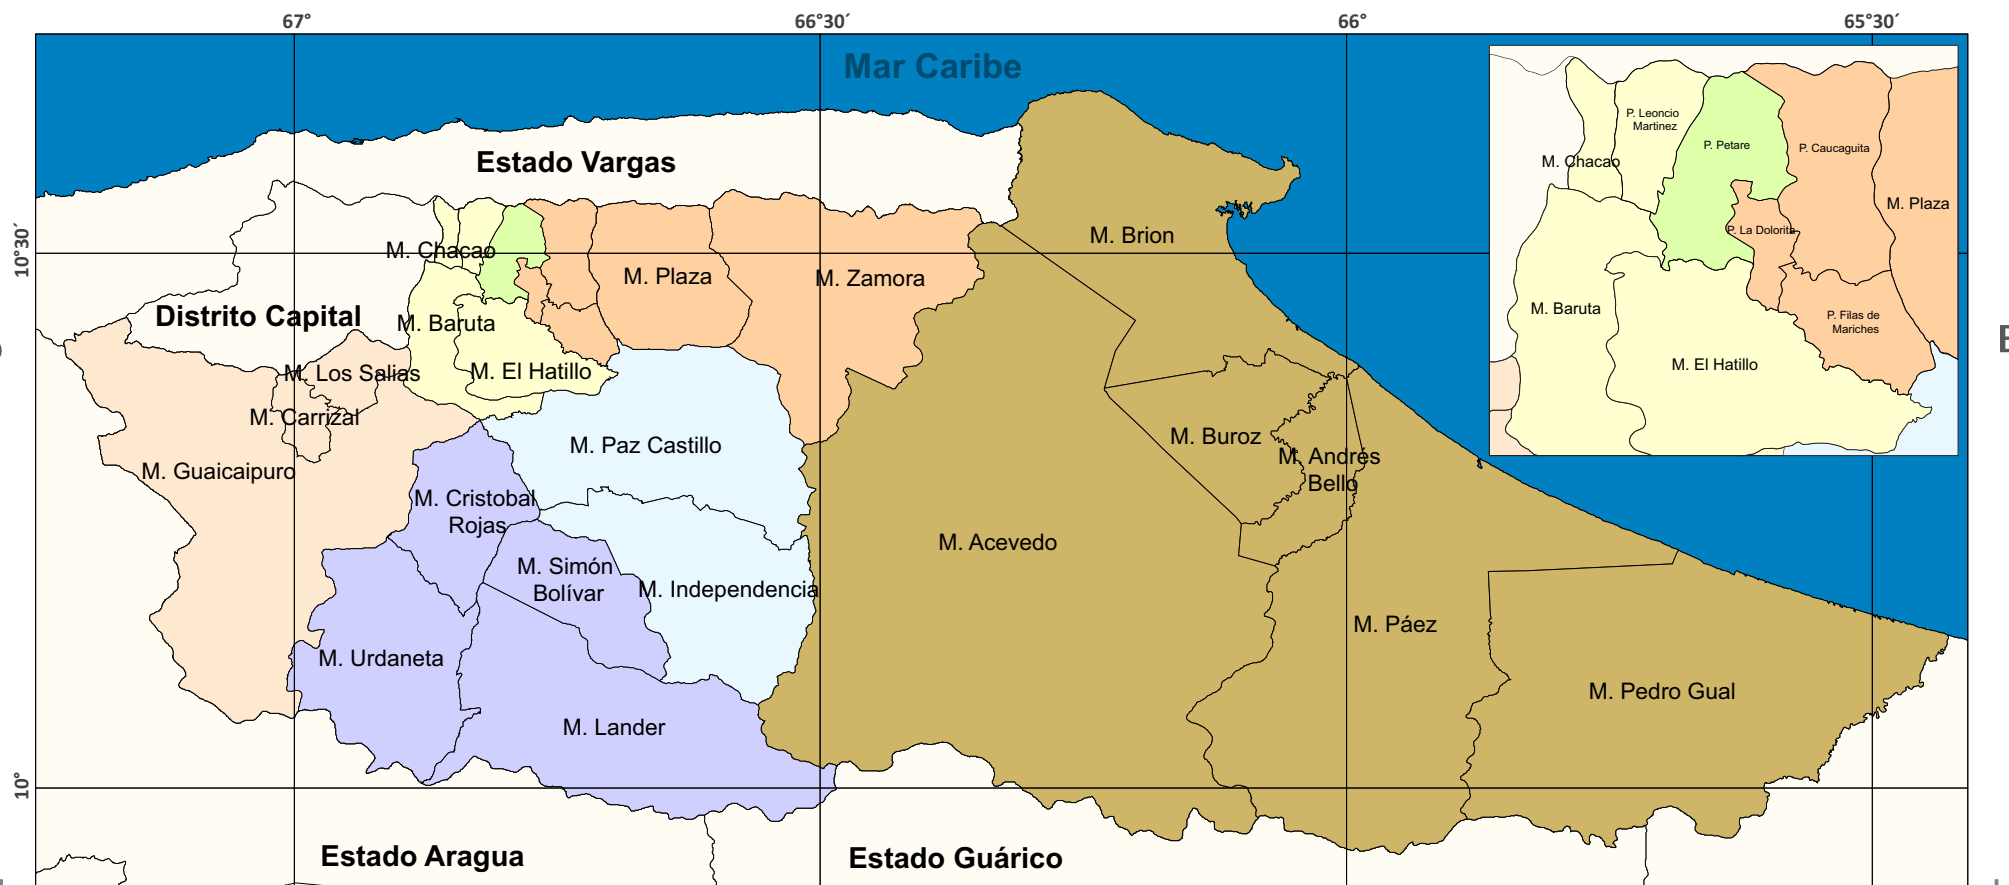 67°
66°30´
66°
65°30´
Mar Caribe
Estado Vargas
P. Leoncio
Martinez
P. Petare
P. Caucaguita
M. Chacao
M. Plaza
P. La Dolorita
M. Baruta
P. Filas de
Mariches
M. El Hatillo
10°30´
M. Brion
M. Chacao
M. Plaza
M. Zamora
Distrito Capital
M. Baruta
M. Los Salias
M. El Hatillo
M. Carrizal
M. Paz Castillo
M. Buroz
M. Andrés
Bello
M. Guaicaipuro
M. Cristobal
Rojas
M. Acevedo
M. Simón
Bolívar
M. Independencia
M. Páez
M. Urdaneta
M. Pedro Gual
M. Lander
10°
Estado Aragua
Estado Guárico